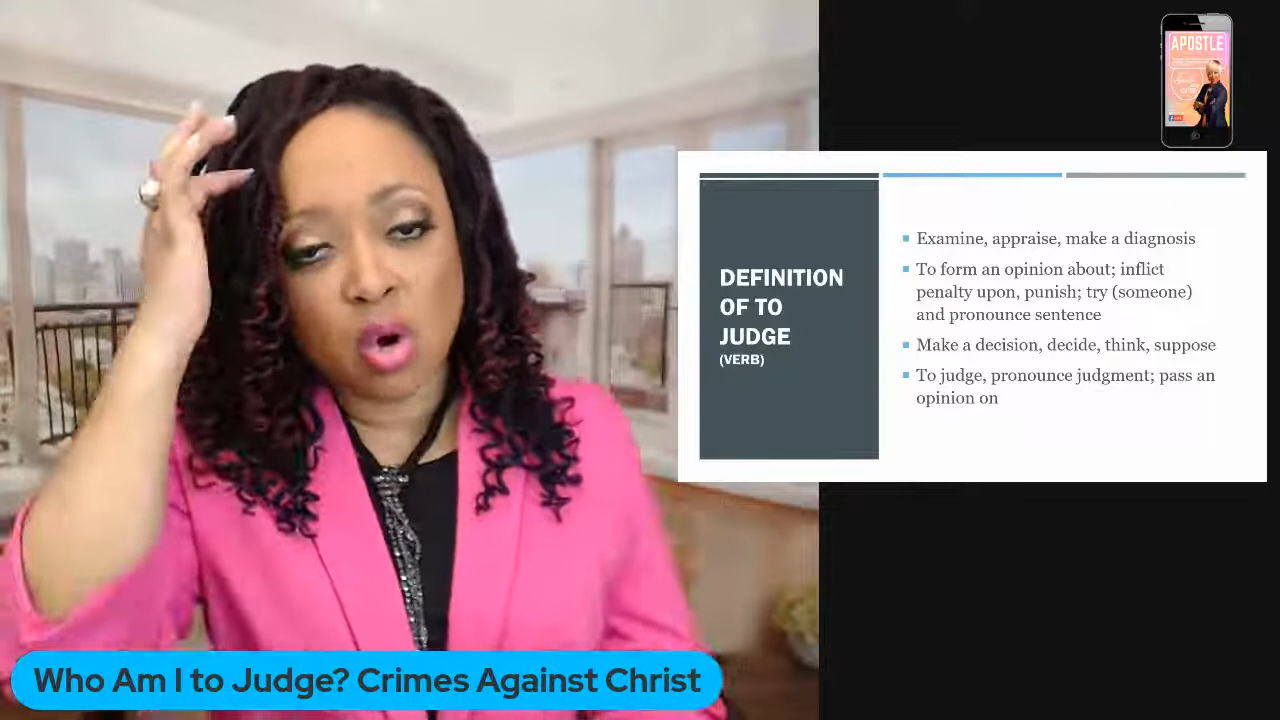 APOSTLE
DEFINITION
OF TO
JUDGE
(VERB)
▪ Examine, appraise, make a diagnosis
▪ To form an opinion about; inflict
penalty upon, punish; try (someone)
and pronounce sentence
▪ Make a decision, decide, think, suppose
▪ To judge, pronounce judgment; pass an
opinion on
Who Am I to Judge? Crimes Against Christ